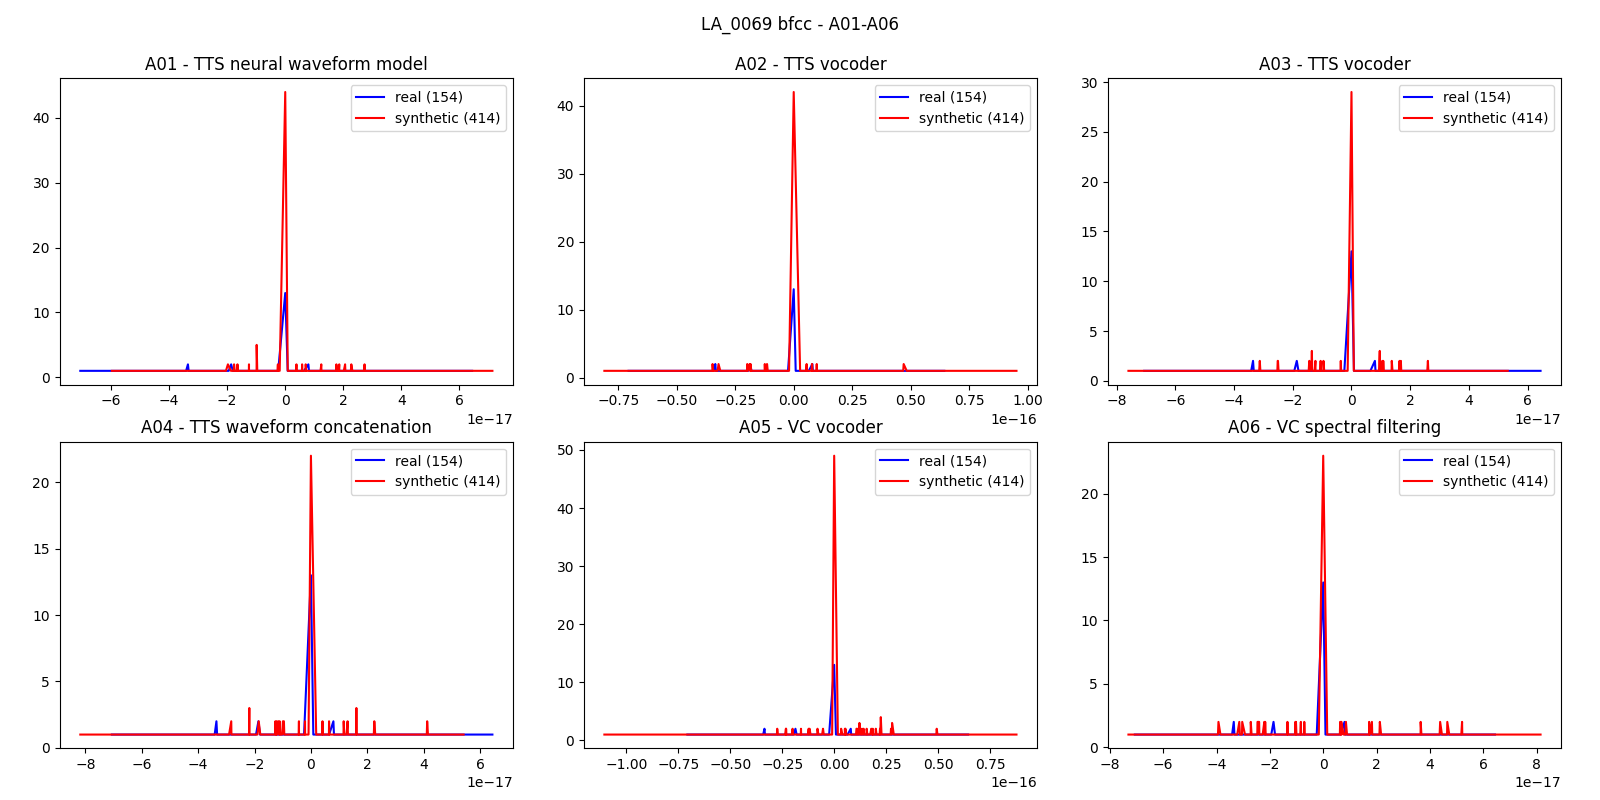 LA_0069 bfcc - A01-A06
A01 - TTS neural waveform model
A02 - TTS vocoder
A03 - TTS vocoder
real (154)
synthetic (414)
real (154)
synthetic (414)
real (154)
synthetic (414)
40
30
20
10
0
40
30
20
10
0
30
25
20
15
10
5
0
−6 −4 −2 0 2 4 6
1e−17
−0.75 −0.50 −0.25 0.00 0.25 0.50 0.75 1.00
1e−16
−8 −6 −4 −2 0 2 4 6
1e−17
A04 - TTS waveform concatenation
A05 - VC vocoder
A06 - VC spectral filtering
real (154)
synthetic (414)
real (154)
synthetic (414)
real (154)
synthetic (414)
20
15
10
5
0
50
40
30
20
10
0
20
15
10
5
0
−8 −6 −4 −2 0 2 4 6
1e−17
−1.00 −0.75 −0.50 −0.25 0.00 0.25 0.50 0.75
1e−16
−8 −6 −4 −2 0 2 4 6 8
1e−17